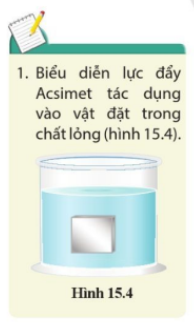 1. Biểu diễn lực đẩy
Acsimet tác dụng
vào vật đặt trong
chất lỏng (hình 15.4).
Hình 15.4